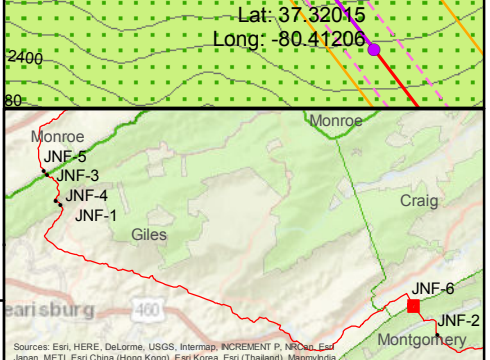 Lat: 37.32015
Long: -80.41206
2400
80
Monroe
Monroe
JNF-5
JNF-3
JNF-4
JNF-1
Craig
Giles
JNF-6
earisburg
460
JNF-2
Montgomery
Sources: Esri, HERE, DeLorme, USGS, Intermap, INCREMENT P, NRCan, Esri
Japan, METI, Esri China (Hong Kong), Esri Korea, Esri (Thailand), MapmyIndia